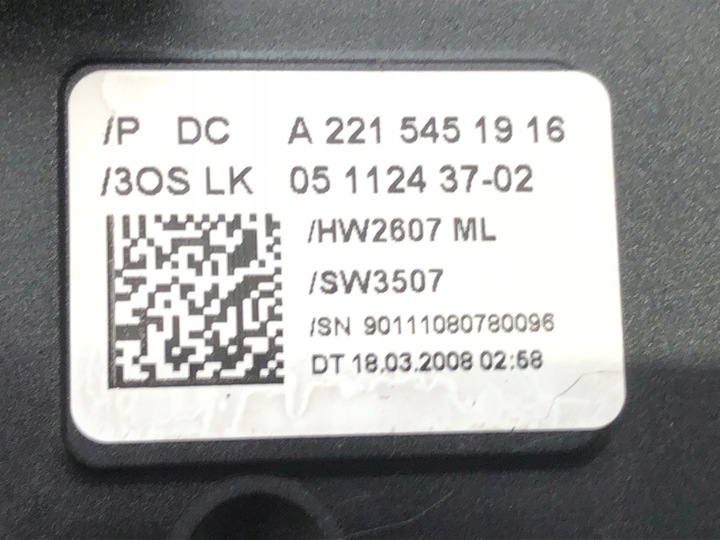 /P DC A 221 545 19 16
/3OS LK 05 1124 37-02
/HW2607 ML
/SW3507
/SN 90111080780096
DT 18.03.2008 02:58